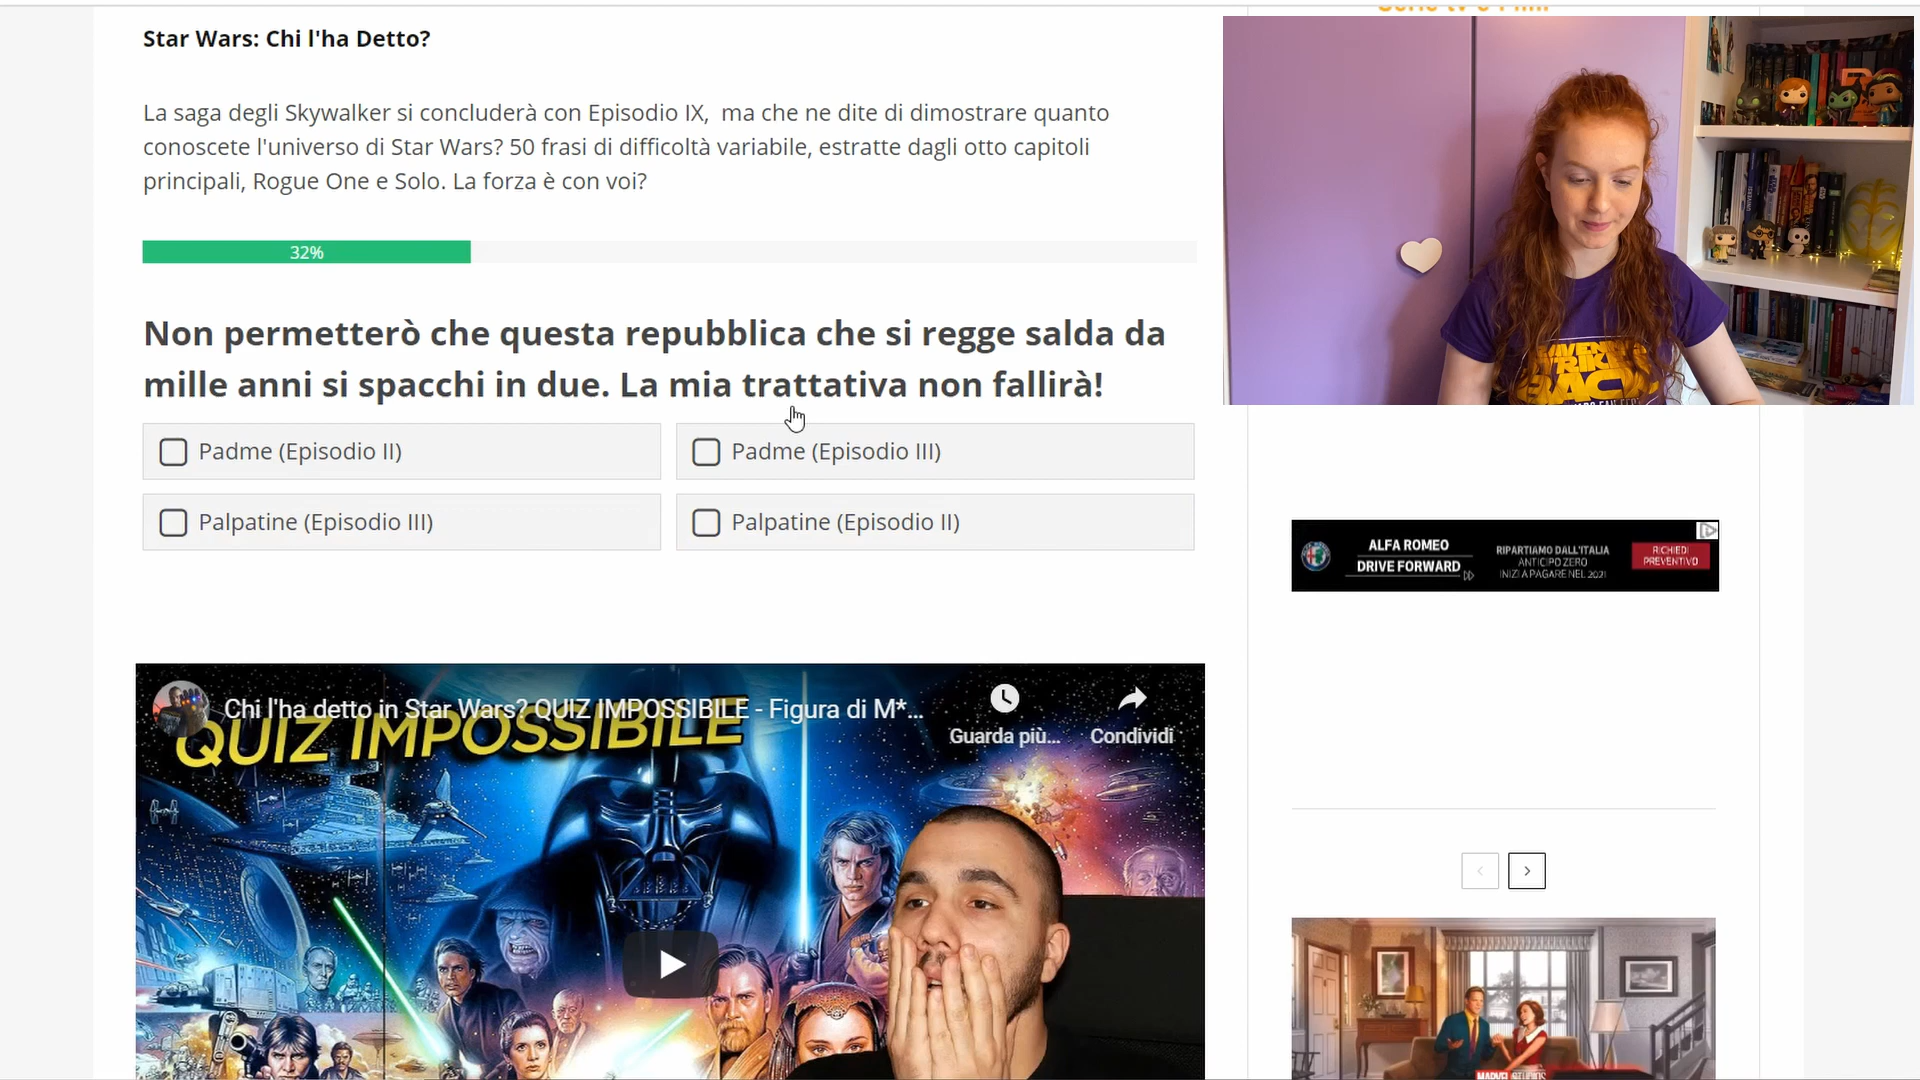 Star Wars: Chi l'ha Detto?
La saga degli Skywalker si concluderà con Episodio IX,  ma che ne dite di dimostrare quanto
conoscete l'universo di Star Wars? 50 frasi di difficoltà variabile, estratte dagli otto capitoli
principali, Rogue One e Solo. La forza è con voi?
32%
Non permetterò che questa repubblica che si regge salda da
mille anni si spacchi in due. La mia trattativa non fallirà!
Padme (Episodio II)
Padme (Episodio III)
Palpatine (Episodio III)
Palpatine (Episodio II)
Chi l'ha detto in Star Wars? QUIZ IMPOSSIBILE - Figura di M*...
Guarda più...
Condividi
QUIZ IMPOSSIBILE
ALFA ROMEO
DRIVE FORWARD
RIPARTIAMO DALL'ITALIA
ANTICIPO ZERO
INIZI A PAGARE NEL 2021
RICHIEDI
PREVENTIVO
MARVEL STUDIOS